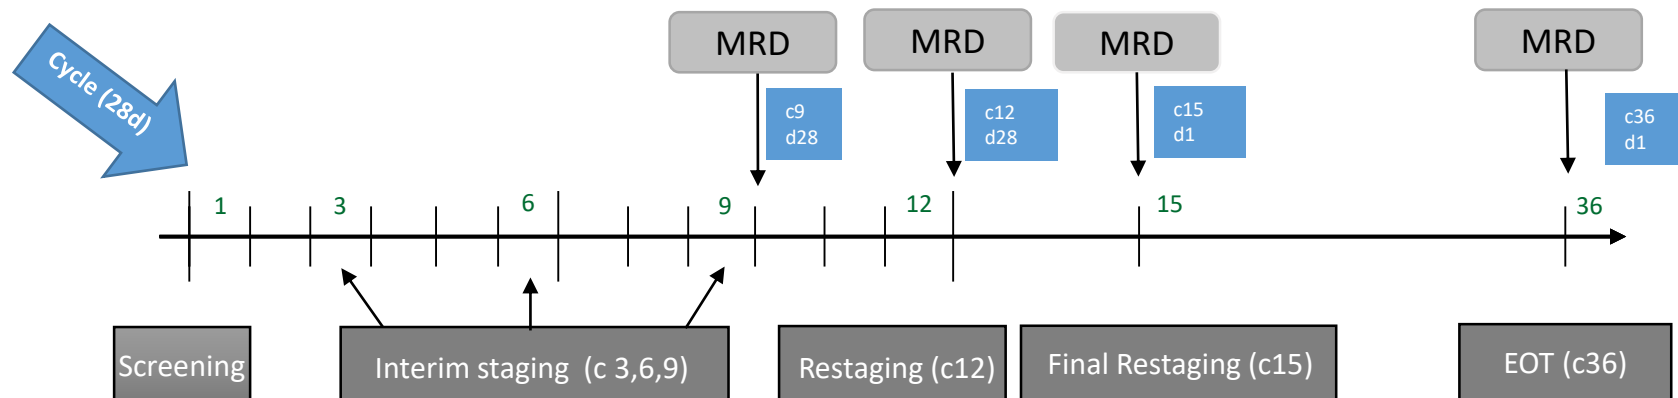 MRD
MRD
MRD
MRD
Cycle (28d)
c9
d28
c12
d28
c15
d1
c36
d1
1
3
6
9
12
15
36
Screening
Interim staging (c 3,6,9)
Restaging (c12)
Final Restaging (c15)
EOT (c36)